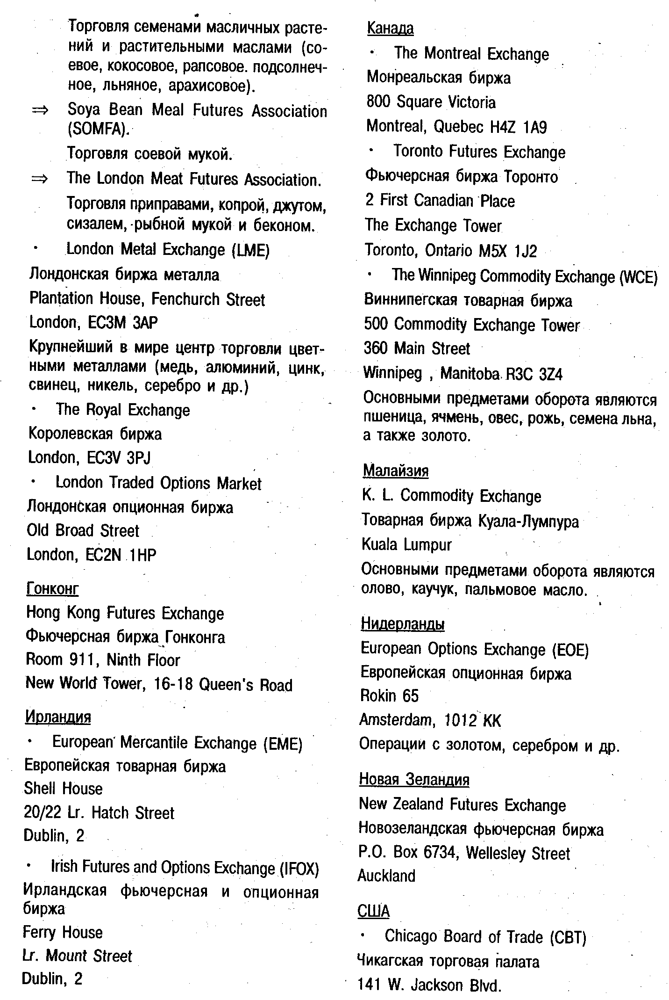 Торговля семенами масличных расте-
ний и растительными маслами (со-
евое, кокосовое, рапсовое. подсолнеч-
ное, льняное, арахисовое).
⇒ Soya Bean Meal Futures Association
(SOMFA).
Торговля соевой мукой.
⇒ The London Meat Futures Association.
Торговля приправами, копрой, джутом,
сизалем, рыбной мукой и беконом.
· London Metal Exchange (LME)
Лондонская биржа металла
Plantation House, Fenchurch Street
London, EC3M 3AP
Крупнейший в мире центр торговли цвет-
ными металлами (медь, алюминий, цинк,
свинец, никель, серебро и др.)
· The Royal Exchange
Королевская биржа
London, EC3V 3PJ
· London Traded Options Market
Лондонская опционная биржа
Old Broad Street
London, EC2N 1HP
Гонконг
Hong Kong Futures Exchange
Фьючерсная биржа Гонконга
Room 911, Ninth Floor
New World Tower, 16-18 Queen's Road
Ирландия
· European Mercantile Exchange (EME)
Европейская товарная биржа
Shell House
20/22 Lr. Hatch Street
Dublin, 2
· Irish Futures and Options Exchange (IFOX)
Ирландская фьючерсная и опционная
биржа
Ferry House
Lr. Mount Street
Dublin, 2
Канада
· The Montreal Exchange
Монреальская биржа
800 Square Victoria
Montreal, Quebec H4Z 1A9
· Toronto Futures Exchange
Фьючерсная биржа Торонто
2 First Canadian Place
The Exchange Tower
Toronto, Ontario M5X 1J2
· The Winnipeg Commodity Exchange (WCE)
Виннипегская товарная биржа
500 Commodity Exchange Tower
360 Main Street
Winnipeg , Manitoba R3C 3Z4
Основными предметами оборота являются
пшеница, ячмень, овес, рожь, семена льна,
а также золото.
Малайзия
K. L. Commodity Exchange
Товарная биржа Куала-Лумпура
Kuala Lumpur
Основными предметами оборота являются
олово, каучук, пальмовое масло.
Нидерланды
European Options Exchange (EOE)
Европейская опционная биржа
Rokin 65
Amsterdam, 1012 KK
Операции с золотом, серебром и др.
Новая Зеландия
New Zealand Futures Exchange
Новозеландская фьючерсная биржа
P.O. Box 6734, Wellesley Street
Auckland
США
· Chicago Board of Trade (CBT)
Чикагская торговая палата
141 W. Jackson Blvd.